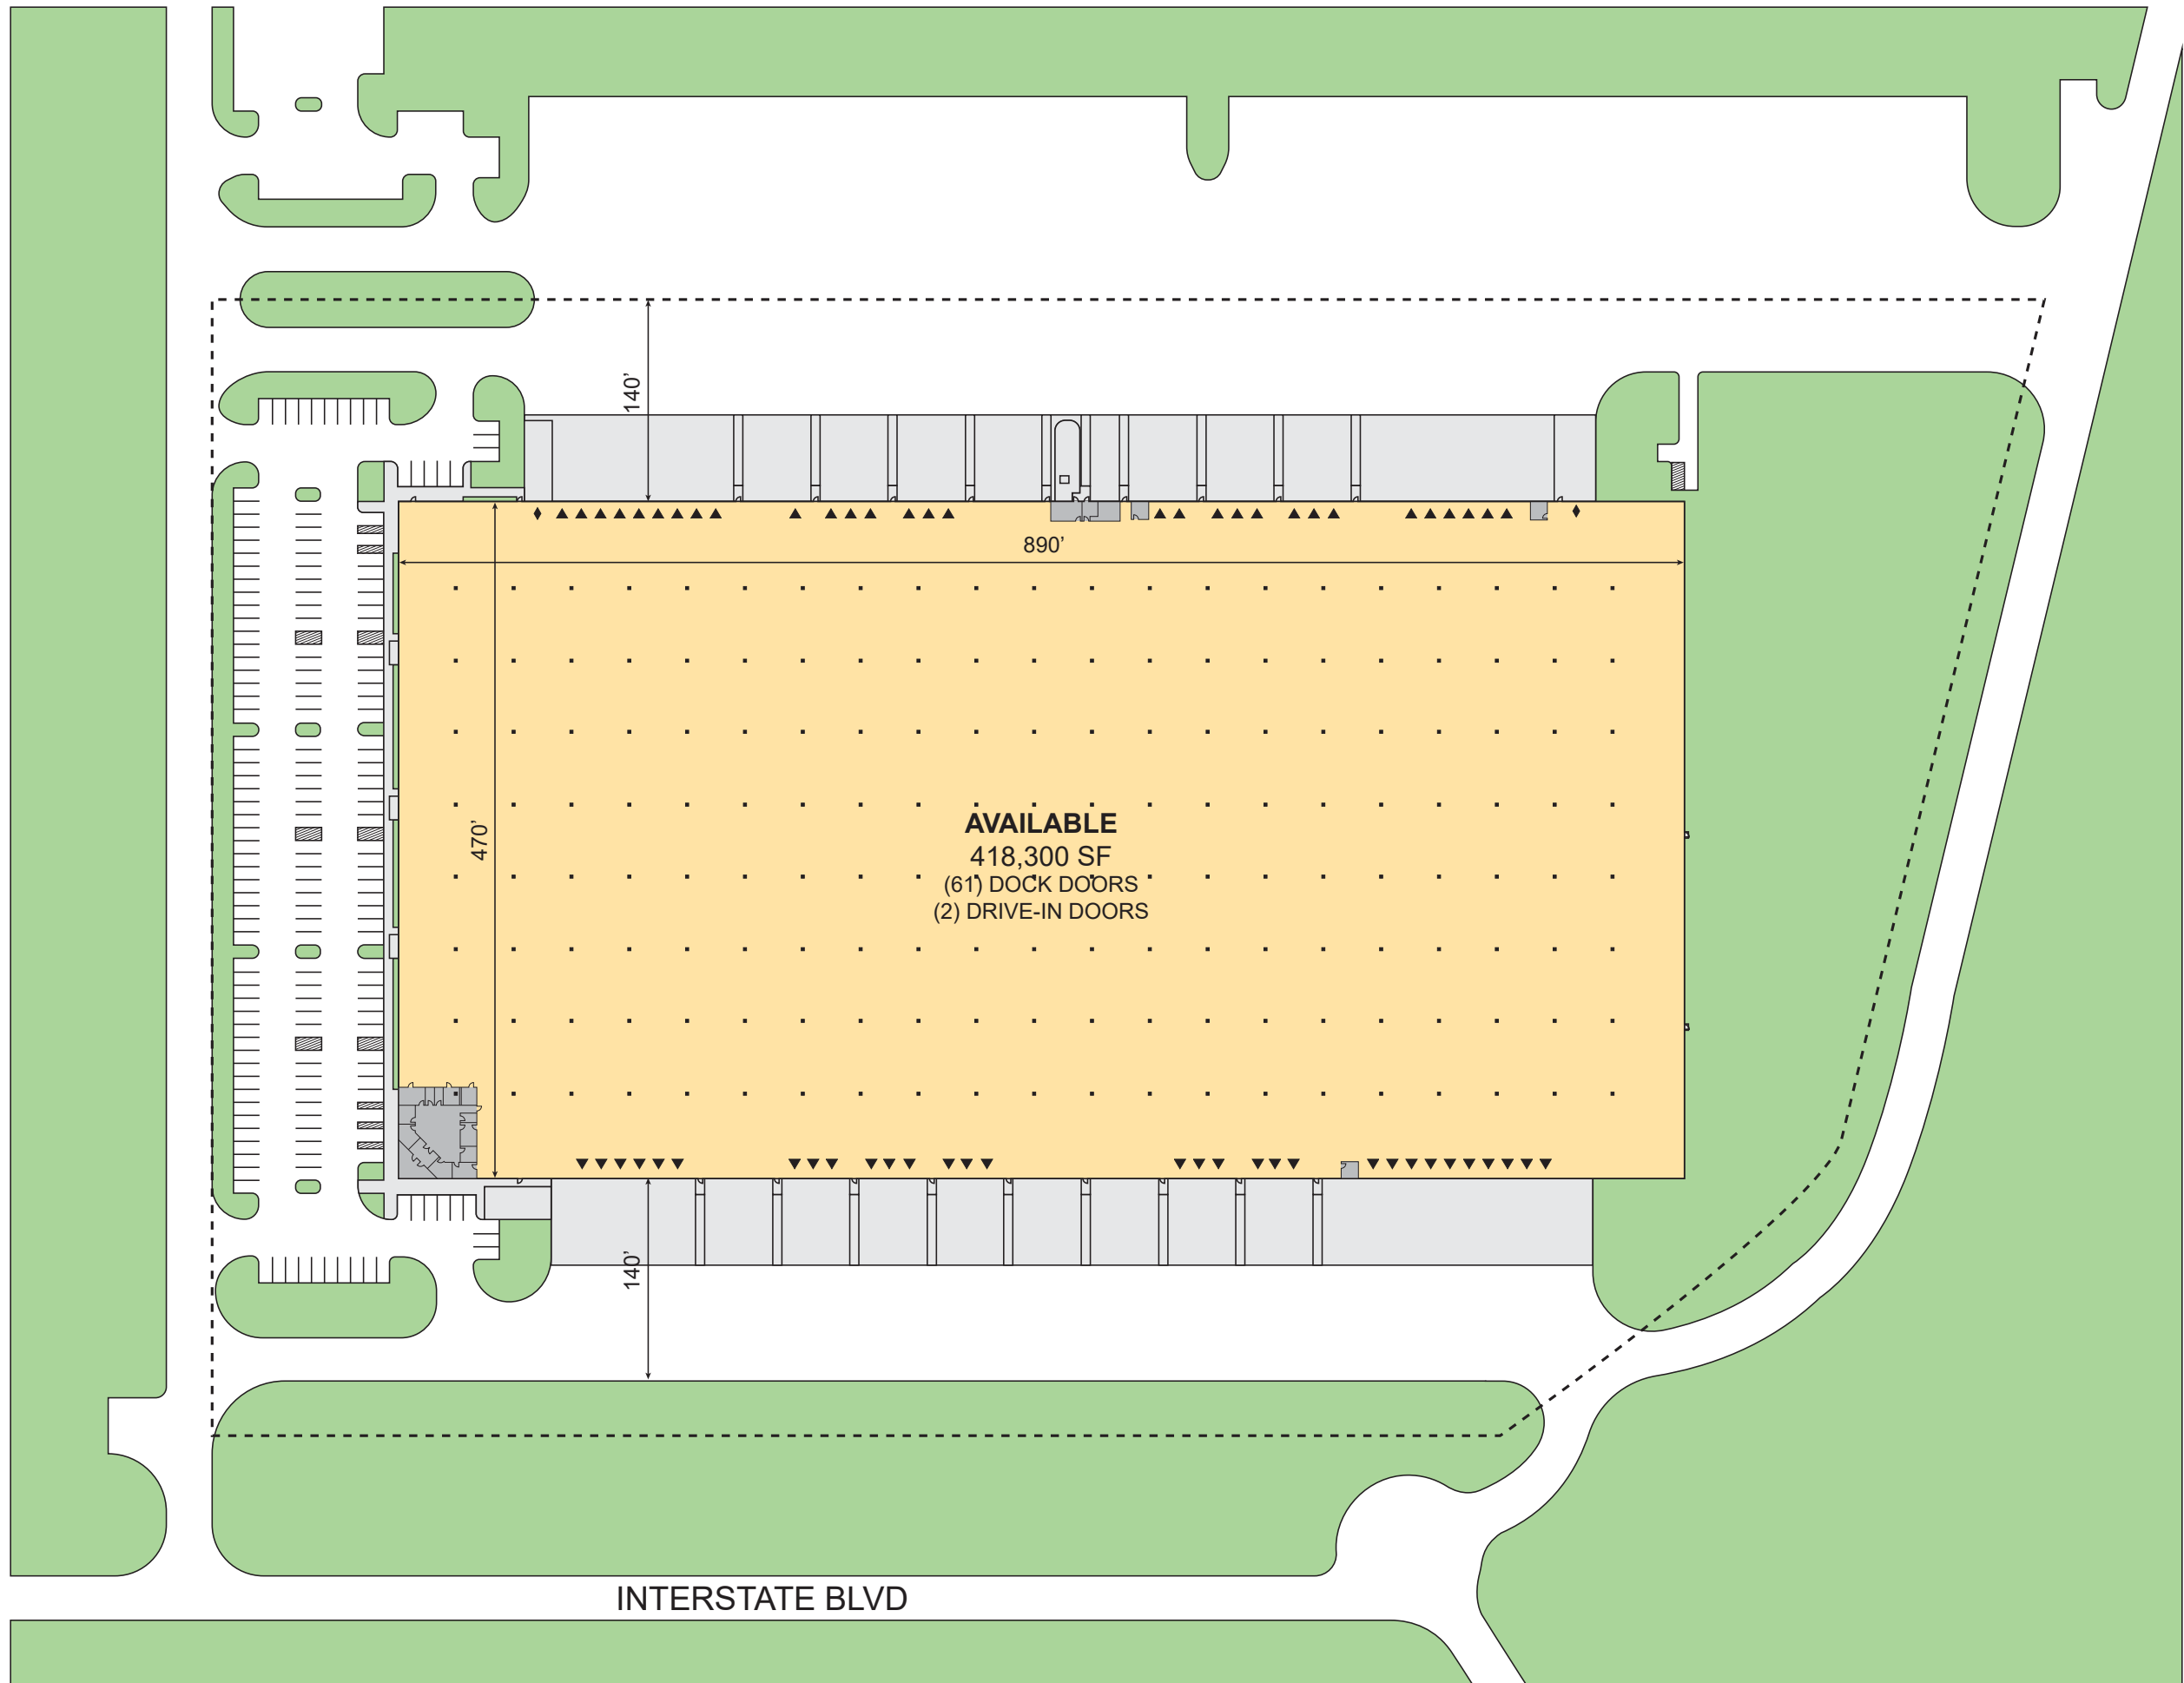 140’
890’
470’
AVAILABLE
418,300 SF
(61) DOCK DOORS
(2) DRIVE-IN DOORS
140’
INTERSTATE BLVD